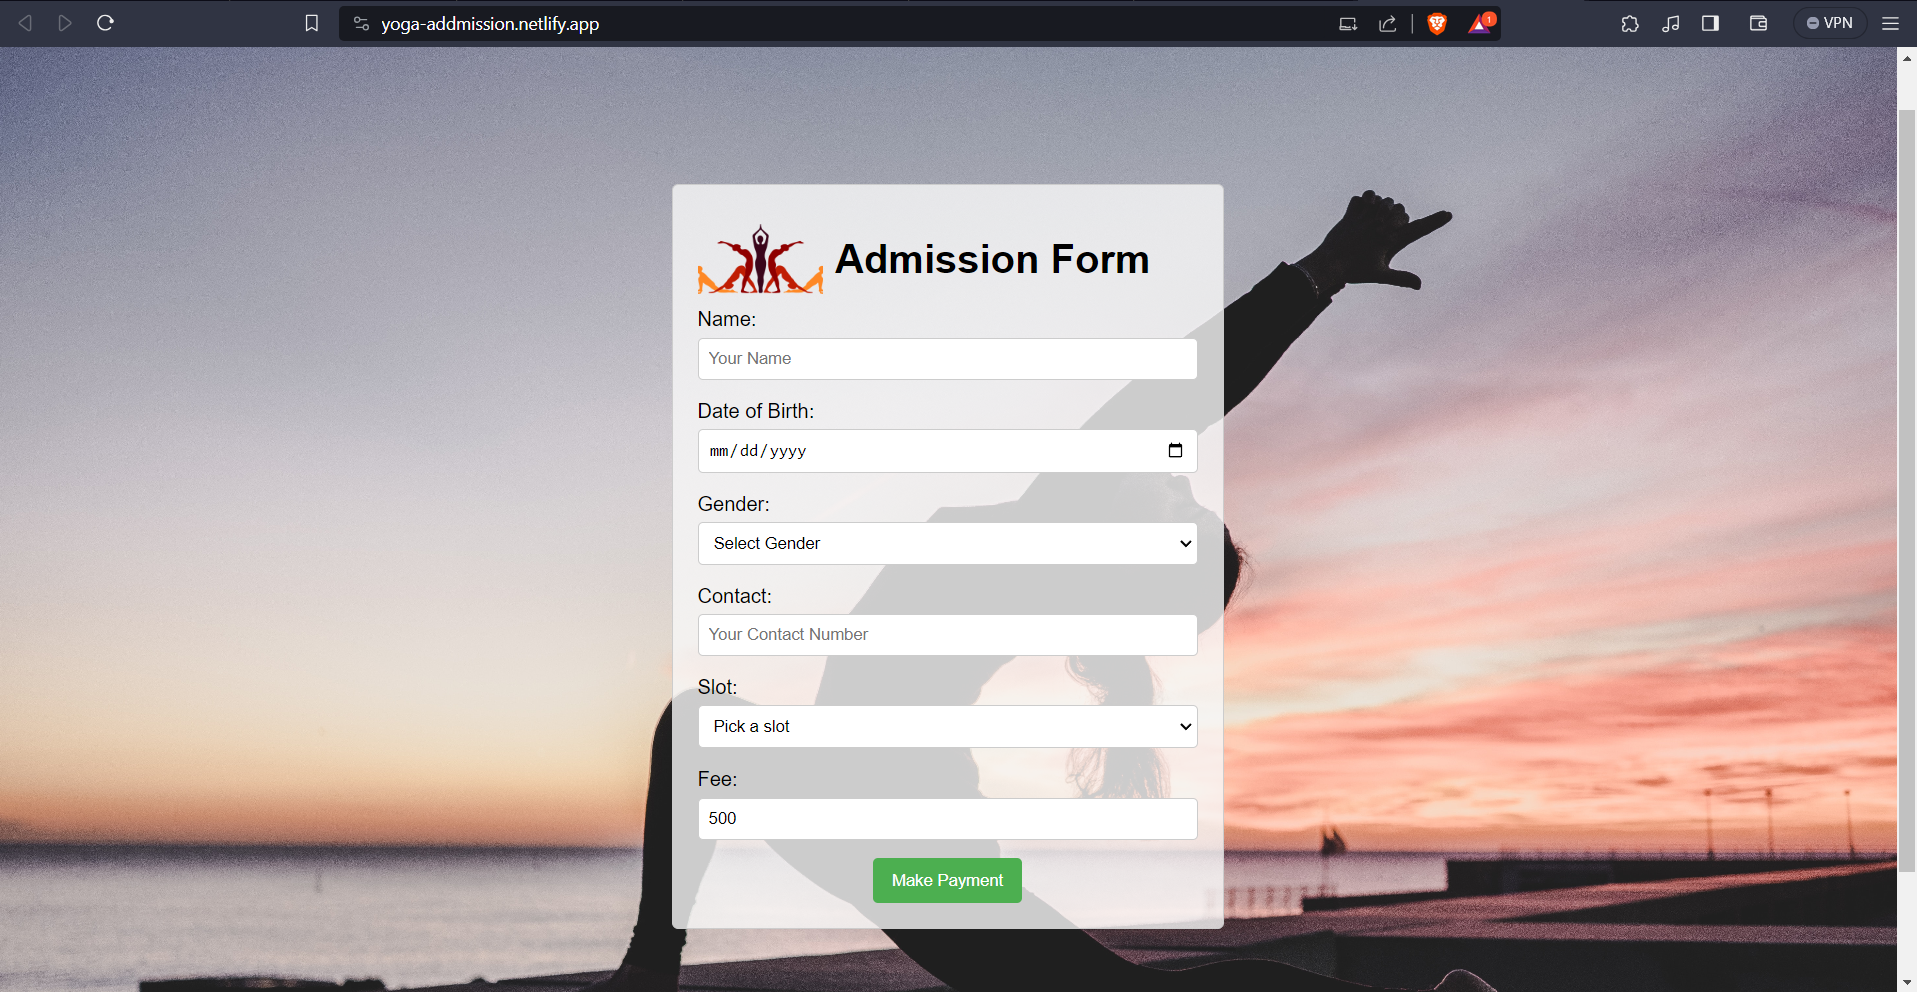 yoga-addmission.netlify.app
1
VPN
Admission Form
Name:
Your Name
Date of Birth:
mm/dd/yyyy
Gender:
Select Gender
Contact:
Your Contact Number
Slot:
Pick a slot
Fee:
500
Make Payment